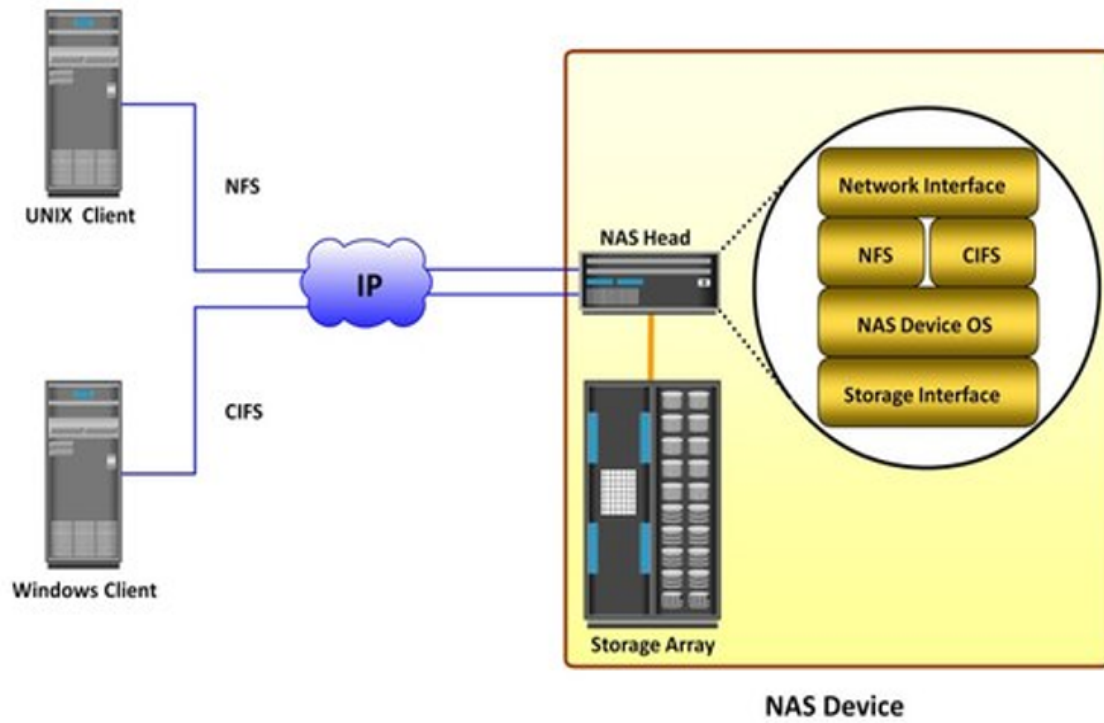 UNIX Client
NFS
IP
CIFS
Windows Client
NAS Head
Storage Array
Network Interface
NFS
CIFS
NAS Device OS
Storage Interface
NAS Device